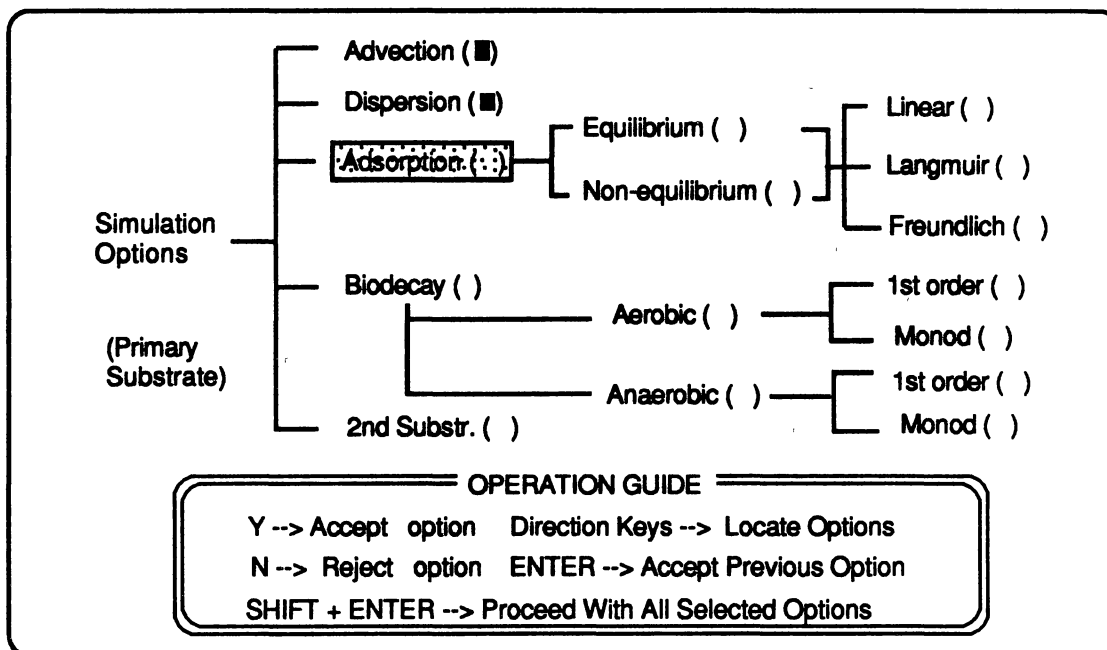 Advection (■)
Dispersion (■)
Adsorption ( )
Equilibrium ( )
Non-equilibrium ( )
Linear ( )
Langmuir ( )
Freundlich ( )
Simulation
Options
(Primary
Substrate)
Biodecay ( )
Aerobic ( )
1st order ( )
Monod ( )
Anaerobic ( )
1st order ( )
Monod ( )
2nd Substr. ( )
OPERATION GUIDE
Y --> Accept option Direction Keys --> Locate Options
N --> Reject option ENTER --> Accept Previous Option
SHIFT + ENTER --> Proceed With All Selected Options